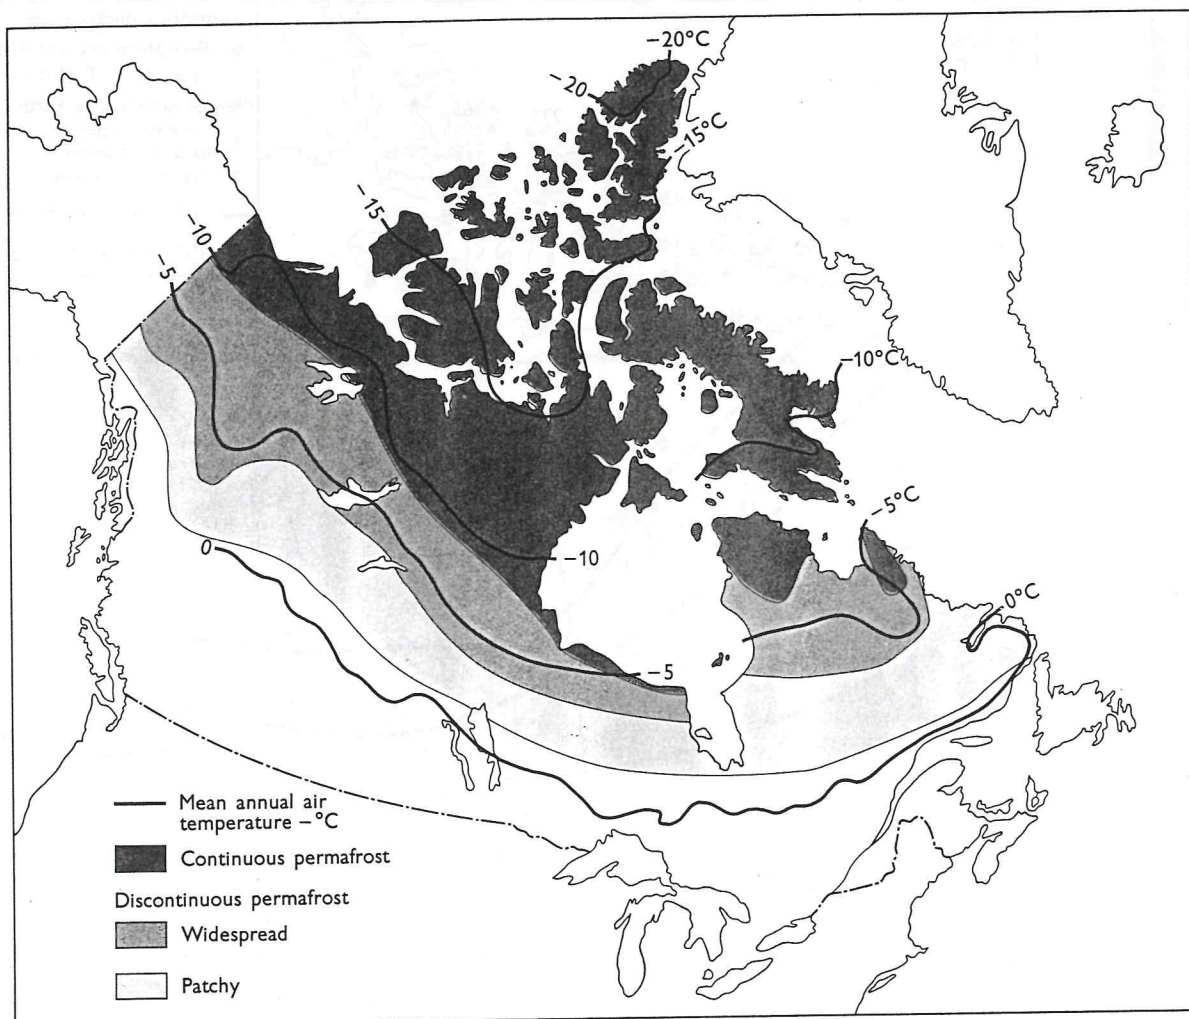 −20°C
−20
−15°C
−15
−10
−5
−10°C
−5°C
0
−10
0°C
−5
Mean annual air
temperature −°C
Continuous permafrost
Discontinuous permafrost
Widespread
Patchy